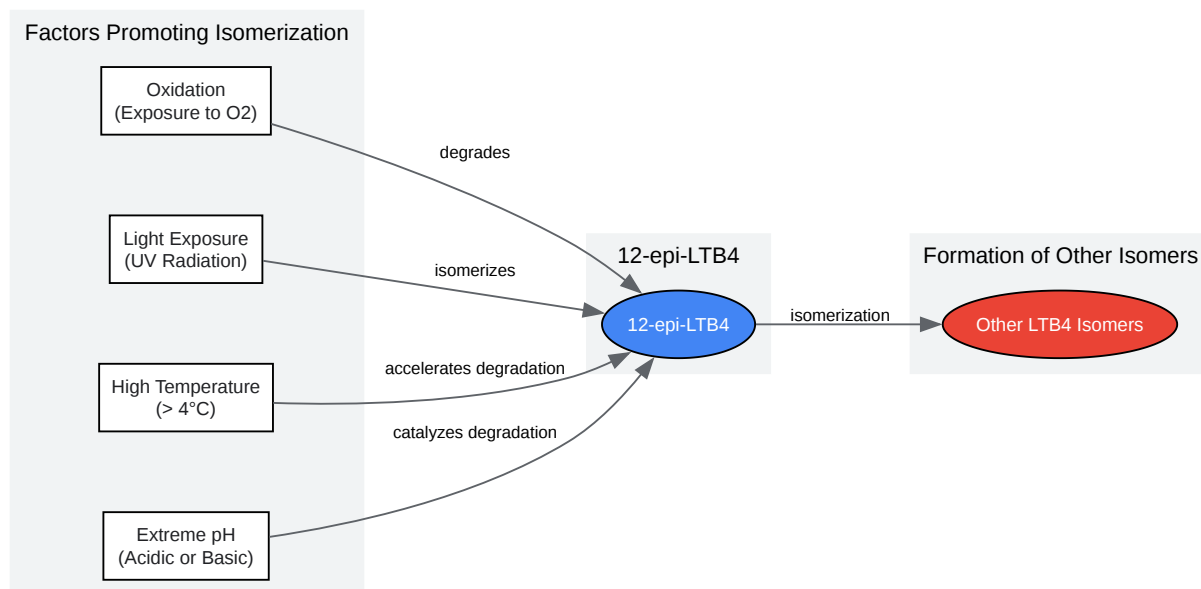 Factors Promoting Isomerization
Oxidation
(Exposure to O2)
degrades
Light Exposure
(UV Radiation)
isomerizes
12-epi-LTB4
12-epi-LTB4
isomerization
Formation of Other Isomers
Other LTB4 Isomers
High Temperature
(> 4°C)
accelerates degradation
catalyzes degradation
Extreme pH
(Acidic or Basic)